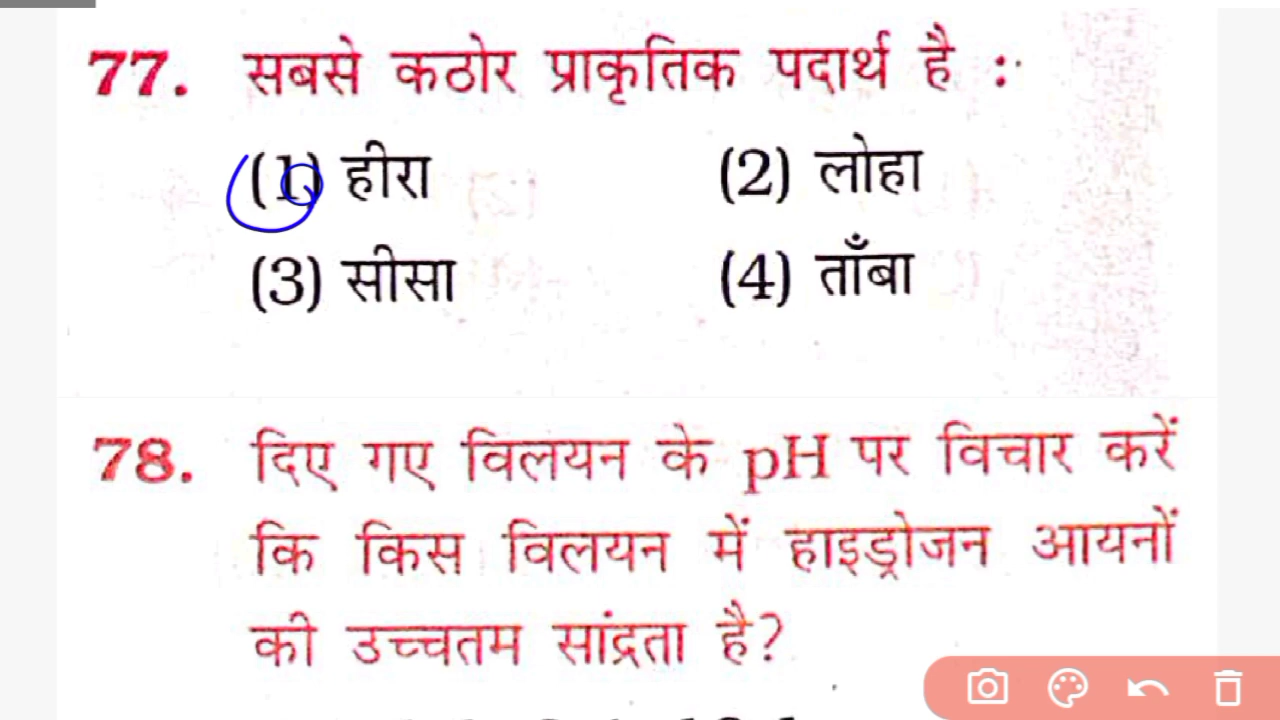 77. सबसे कठोर प्राकृतिक पदार्थ है :
(1) हीरा (2) लोहा
(3) सीसा (4) ताँबा
78. दिए गए विलयन के pH पर विचार करें
कि किस विलयन में हाइड्रोजन आयनों
की उच्चतम सांद्रता है?